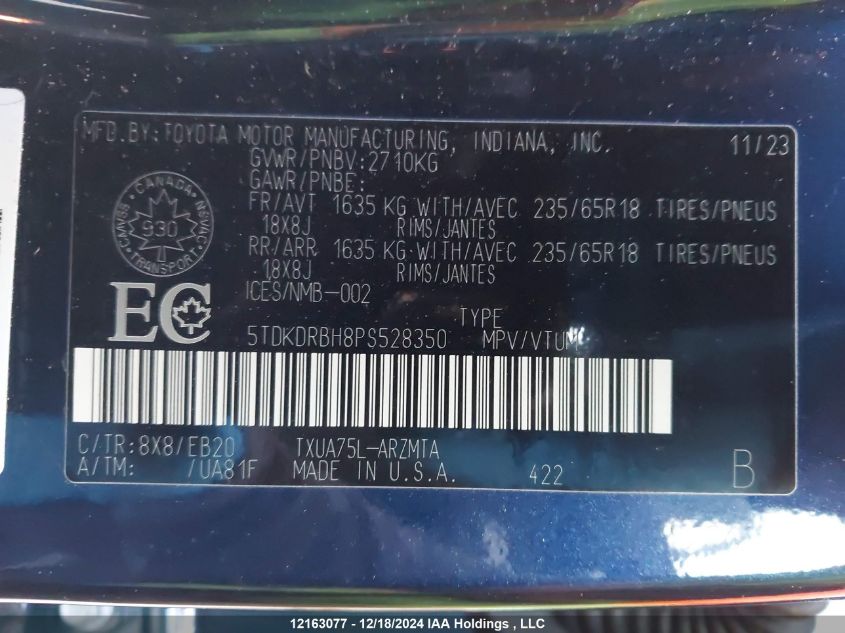 MFD.BY:TOYOTA MOTOR MANUFACTURING, INDIANA, INC. 11/23
GVWR/PNBV:2710KG
GAWR/PNBE:
FR/AVT 1635 KG WITH/AVEC 235/65R18 TIRES/PNEUS
18X8J RIMS/JANTES
RR/ARR 1635 KG WITH/AVEC 235/65R18 TIRES/PNEUS
18X8J RIMS/JANTES
ICES/NMB-002
CANADA
CMVSS NSVAC
930
TRANSPORT
EC
TYPE
5TDKDRBH8PS528350 MPV/VTUM
C/TR:8X8/EB20 TXUA75L-ARZMTA
A/TM: /UA81F MADE IN U.S.A. 422 B
12163077 - 12/18/2024 IAA Holdings , LLC